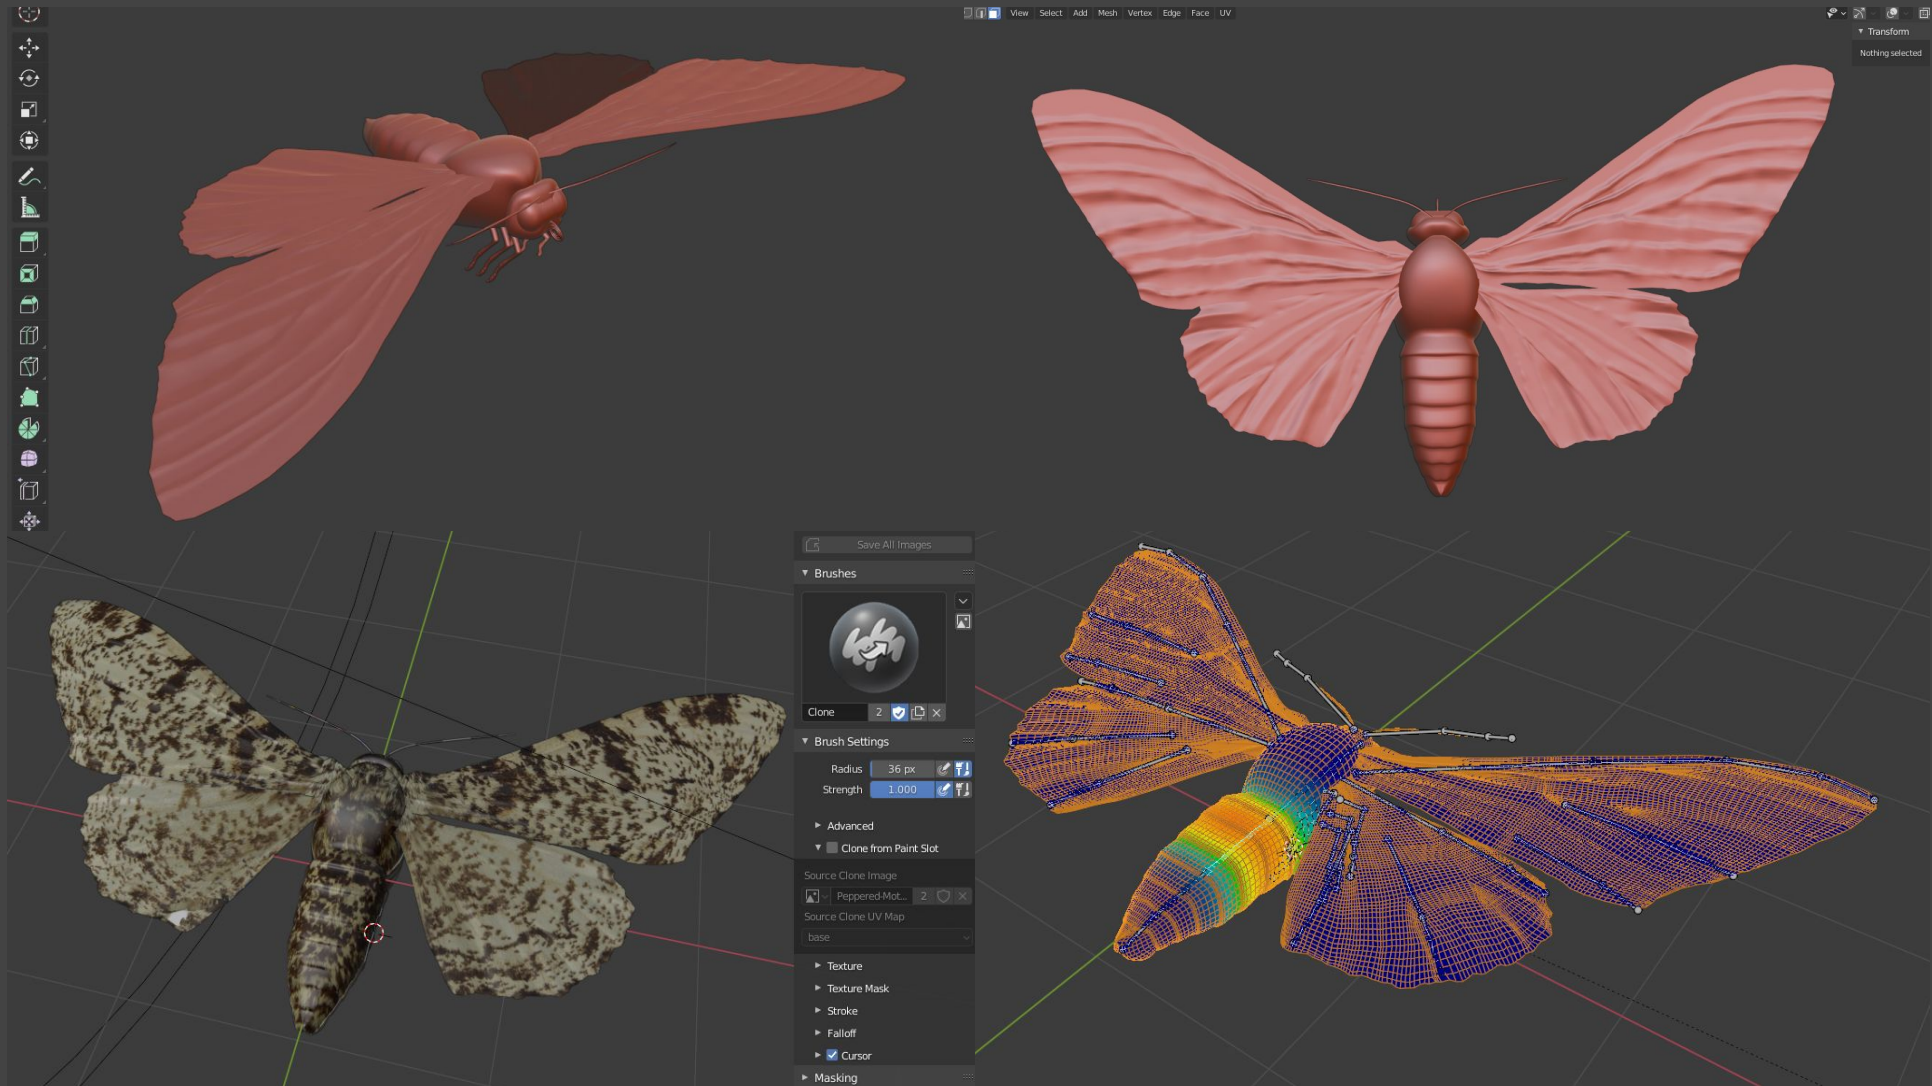 View Select Add Mesh Vertex Edge Face UV
Transform
Nothing selected
Save All Images
Brushes
Clone 2
Brush Settings
Radius 36 px
Strength 1.000
Advanced
Clone from Paint Slot
Source Clone Image
Peppered-Mot... 2
Source Clone UV Map
base
Texture
Texture Mask
Stroke
Falloff
Cursor
Masking